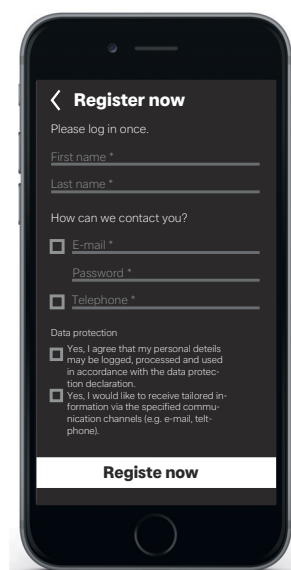 Register now
Please log in once.
First name *
Last name *
How can we contact you?
E-mail *
Password *
Telephone *
Data protection
Yes, I agree that my personal deteils
may be logged, processed and used
in accordance with the data protec-
tion declaration.
Yes, I would like to receive tailored in-
formation via the specified commu-
nication channels (e.g. e-mail, telt-
phone).
Registe now